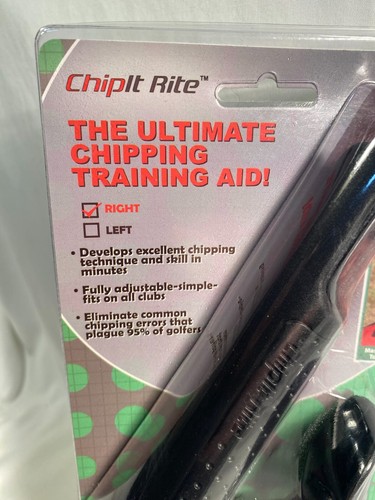 ChipIt Rite™
THE ULTIMATE
CHIPPING
TRAINING AID!
RIGHT
LEFT
• Develops excellent chipping
technique and skill in
minutes
• Fully adjustable-simple-
fits on all clubs
• Eliminate common
chipping errors that
plague 95% of golfers